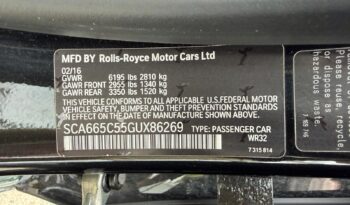 MFD BY Rolls-Royce Motor Cars Ltd
02/16
GVWR 6195 lbs 2810 kg
GAWR FRONT 2955 lbs 1340 kg
GAWR REAR 3350 lbs 1520 kg
THIS VEHICLE CONFORMS TO ALL APPLICABLE U.S.FEDERAL MOTOR
VEHICLE SAFETY, BUMPER, AND THEFT PREVENTION STANDARDS
IN EFFECT ON THE DATE OF MANUFACTURE SHOWN ABOVE.
SCA665C55GUX86269 TYPE: PASSENGER CAR
WR32
7 315 814
hazardous
environment